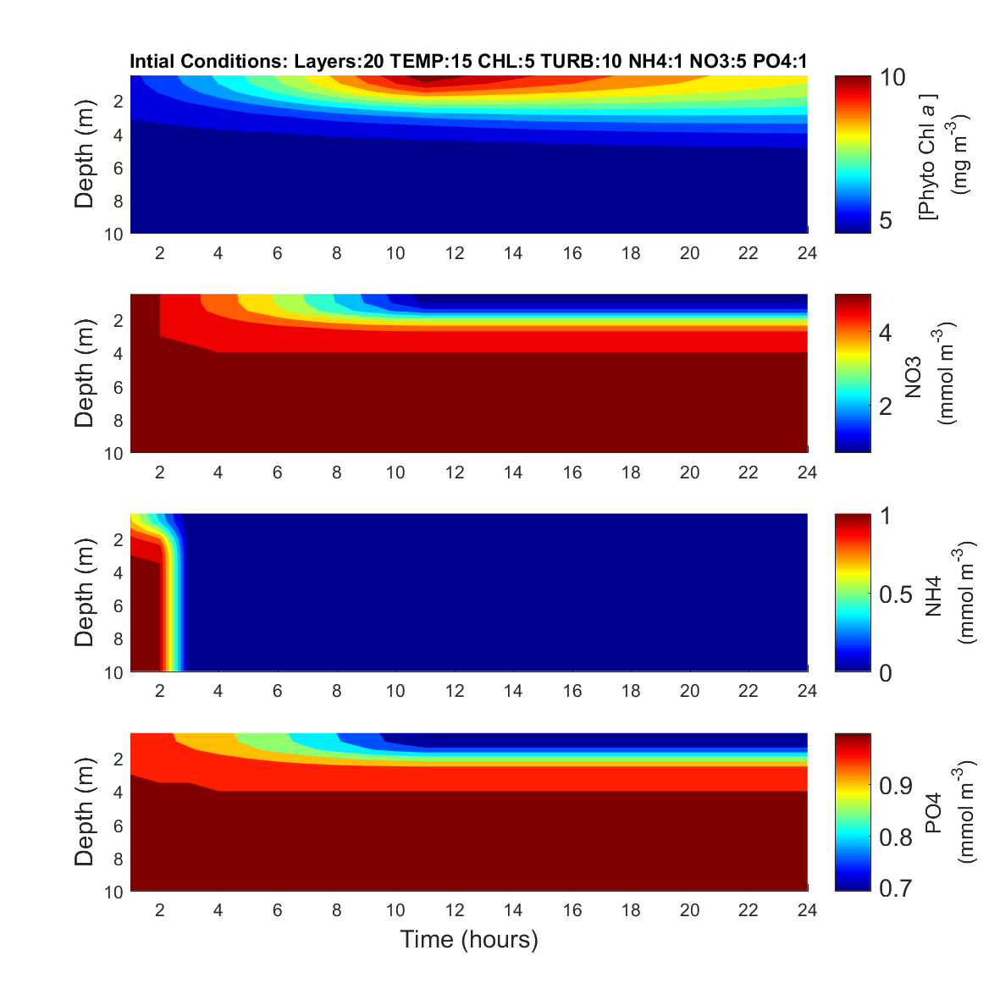 Intial Conditions: Layers:20 TEMP:15 CHL:5 TURB:10 NH4:1 NO3:5 PO4:1
Depth (m)
2
4
6
8
10
2 4 6 8 10 12 14 16 18 20 22 24
10
5
[Phyto Chl a ]
(mg m-3)
Depth (m)
2
4
6
8
10
2 4 6 8 10 12 14 16 18 20 22 24
4
2
NO3
(mmol m-3)
Depth (m)
2
4
6
8
10
2 4 6 8 10 12 14 16 18 20 22 24
1
0.5
0
NH4
(mmol m-3)
Depth (m)
2
4
6
8
10
2 4 6 8 10 12 14 16 18 20 22 24
0.9
0.8
0.7
PO4
(mmol m-3)
Time (hours)